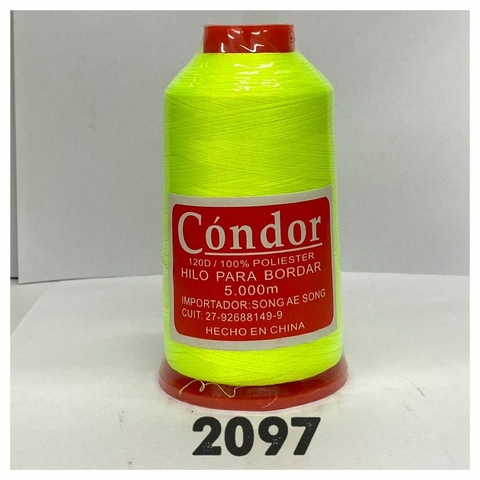 Cóndor
120D / 100% POLIESTER
HILO PARA BORDAR
5.000m
IMPORTADOR:SONG AE SONG
CUIT: 27-92688149-9
HECHO EN CHINA
2097